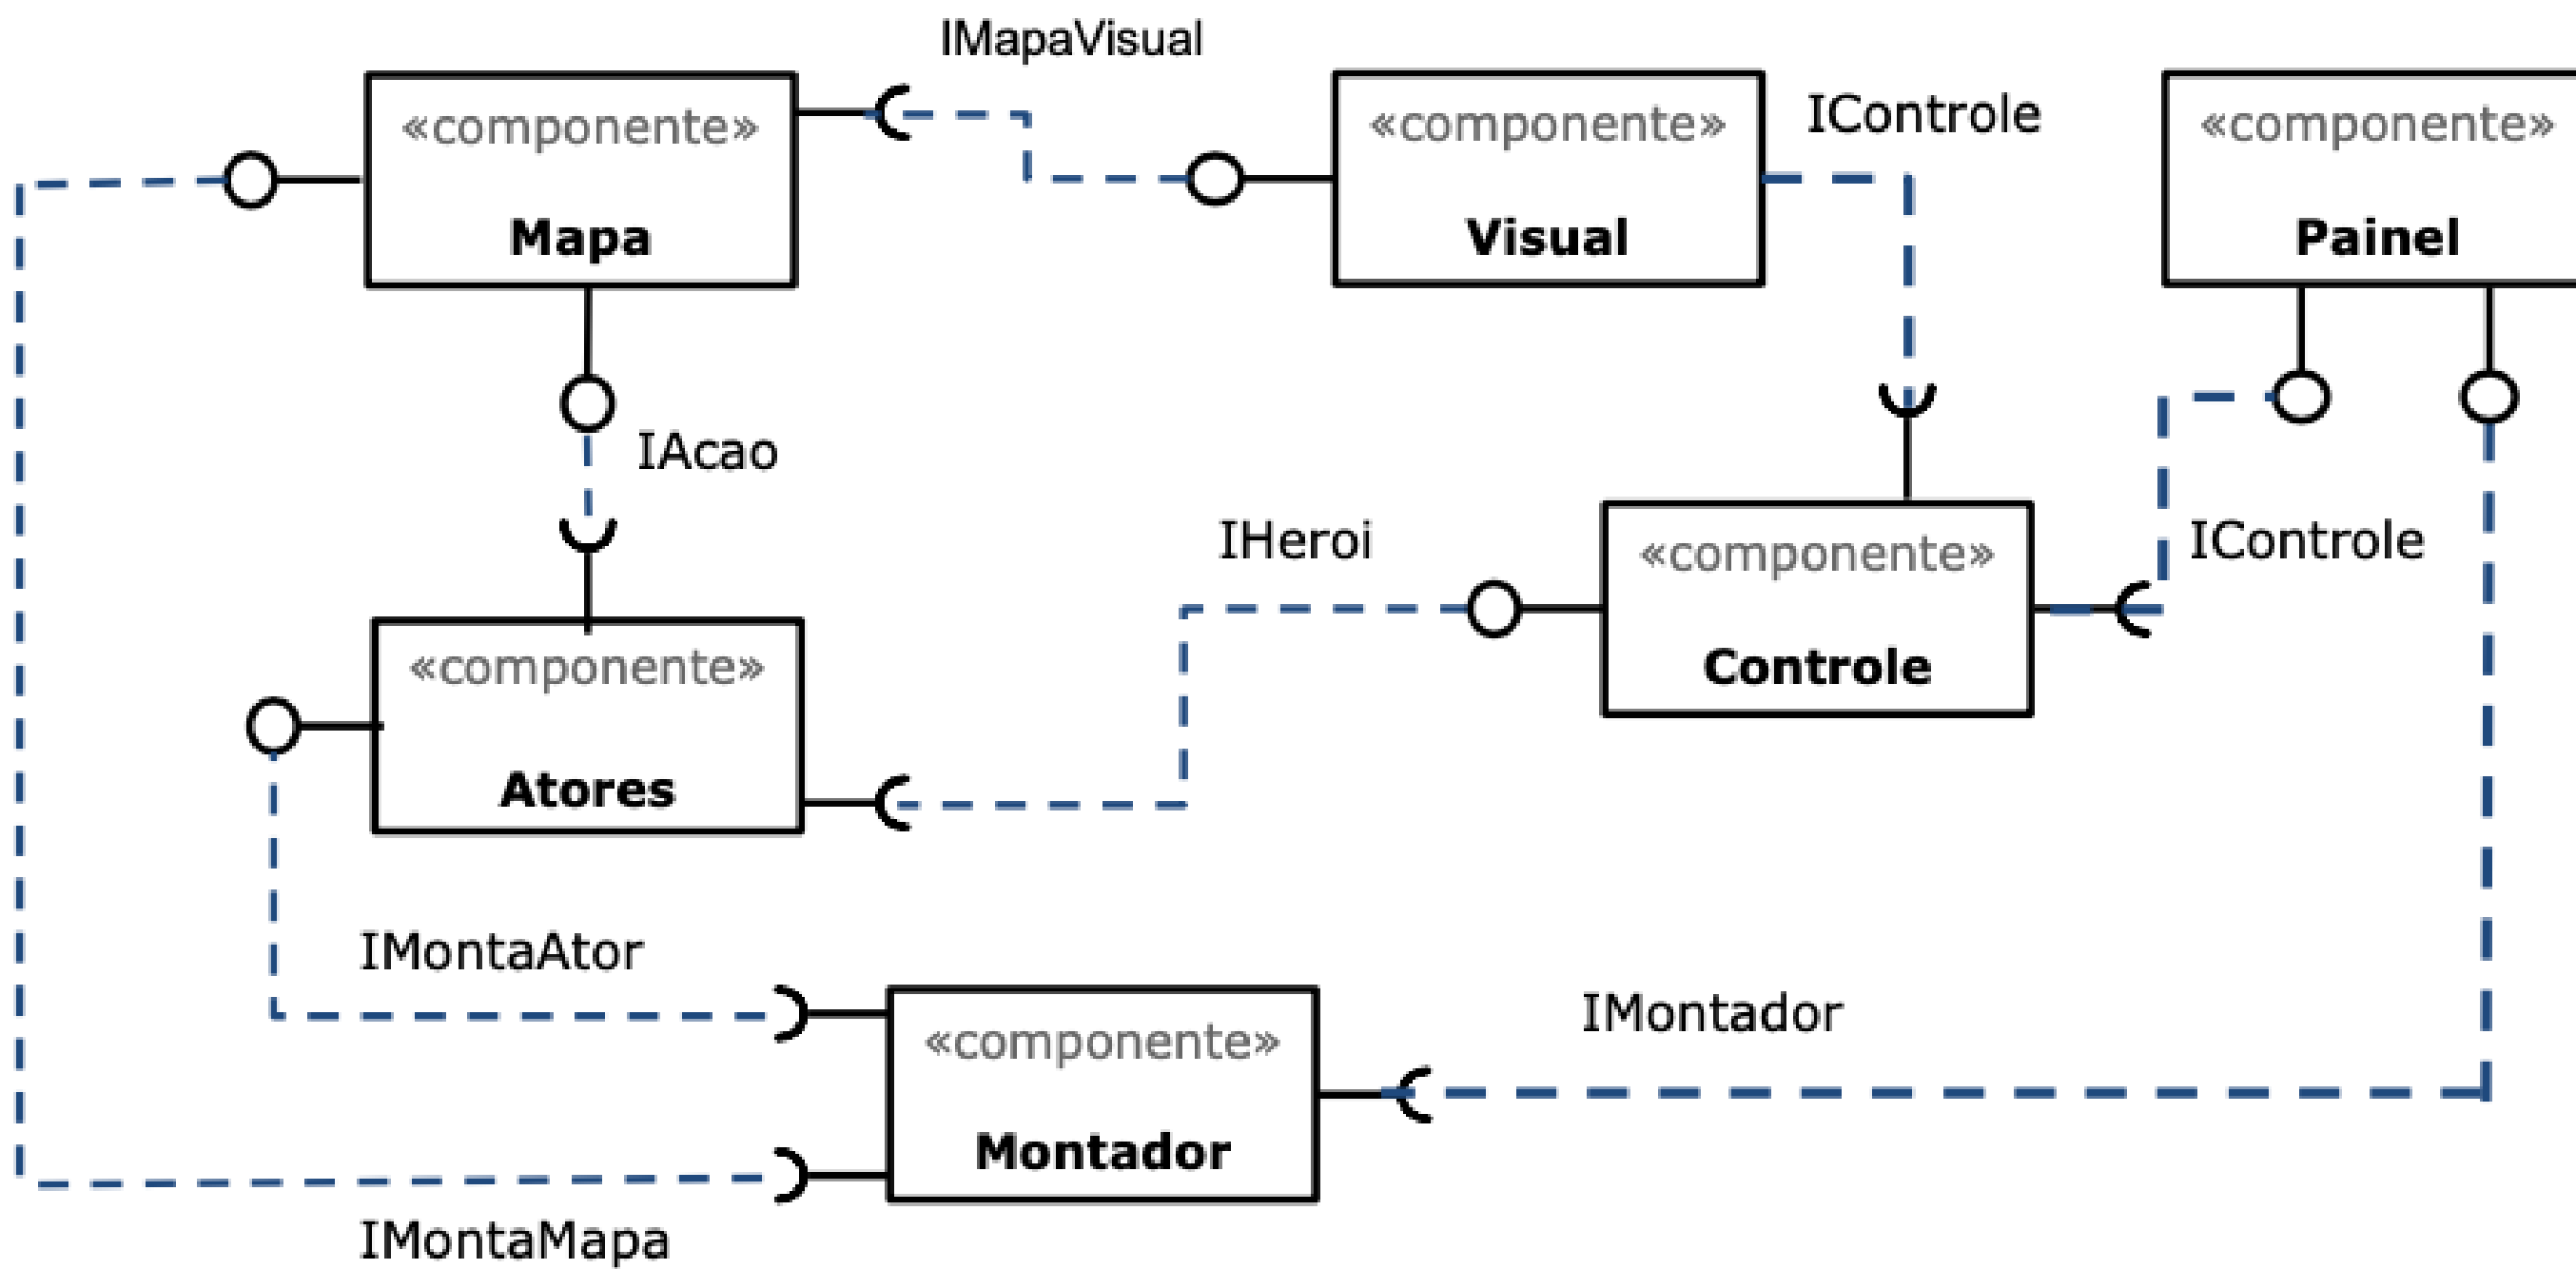 IMapaVisual
«componente»
Mapa
«componente»
Visual
IControle
«componente»
Painel
IAcao
IHeroi
«componente»
Controle
IControle
«componente»
Atores
IMontaAtor
«componente»
Montador
IMontador
IMontaMapa